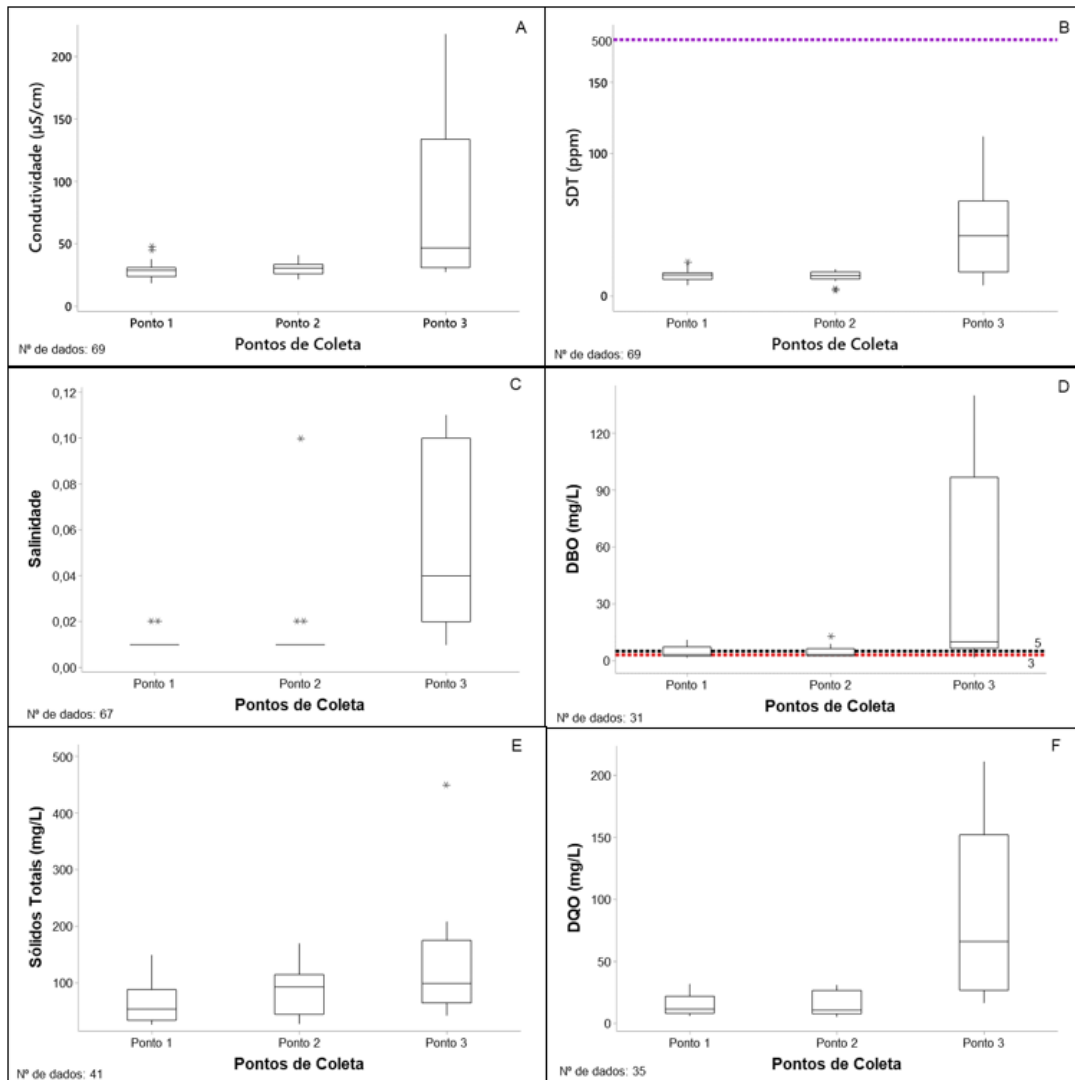 A
Condutividade (µS/cm)
200
150
100
50
0
Ponto 1
Ponto 2
Ponto 3
Pontos de Coleta
Nº de dados: 69
B
SDT (ppm)
500
150
100
0
Ponto 1
Ponto 2
Ponto 3
Pontos de Coleta
Nº de dados: 69
C
Salinidade
0,12
0,10
0,08
0,06
0,04
0,02
0,00
Ponto 1
Ponto 2
Ponto 3
Pontos de Coleta
Nº de dados: 67
D
DBO (mg/L)
120
90
60
30
0
5
3
Ponto 1
Ponto 2
Ponto 3
Pontos de Coleta
Nº de dados: 31
E
Sólidos Totais (mg/L)
500
400
300
200
100
Ponto 1
Ponto 2
Ponto 3
Pontos de Coleta
Nº de dados: 41
F
DQO (mg/L)
200
150
100
50
0
Ponto 1
Ponto 2
Ponto 3
Pontos de Coleta
Nº de dados: 35